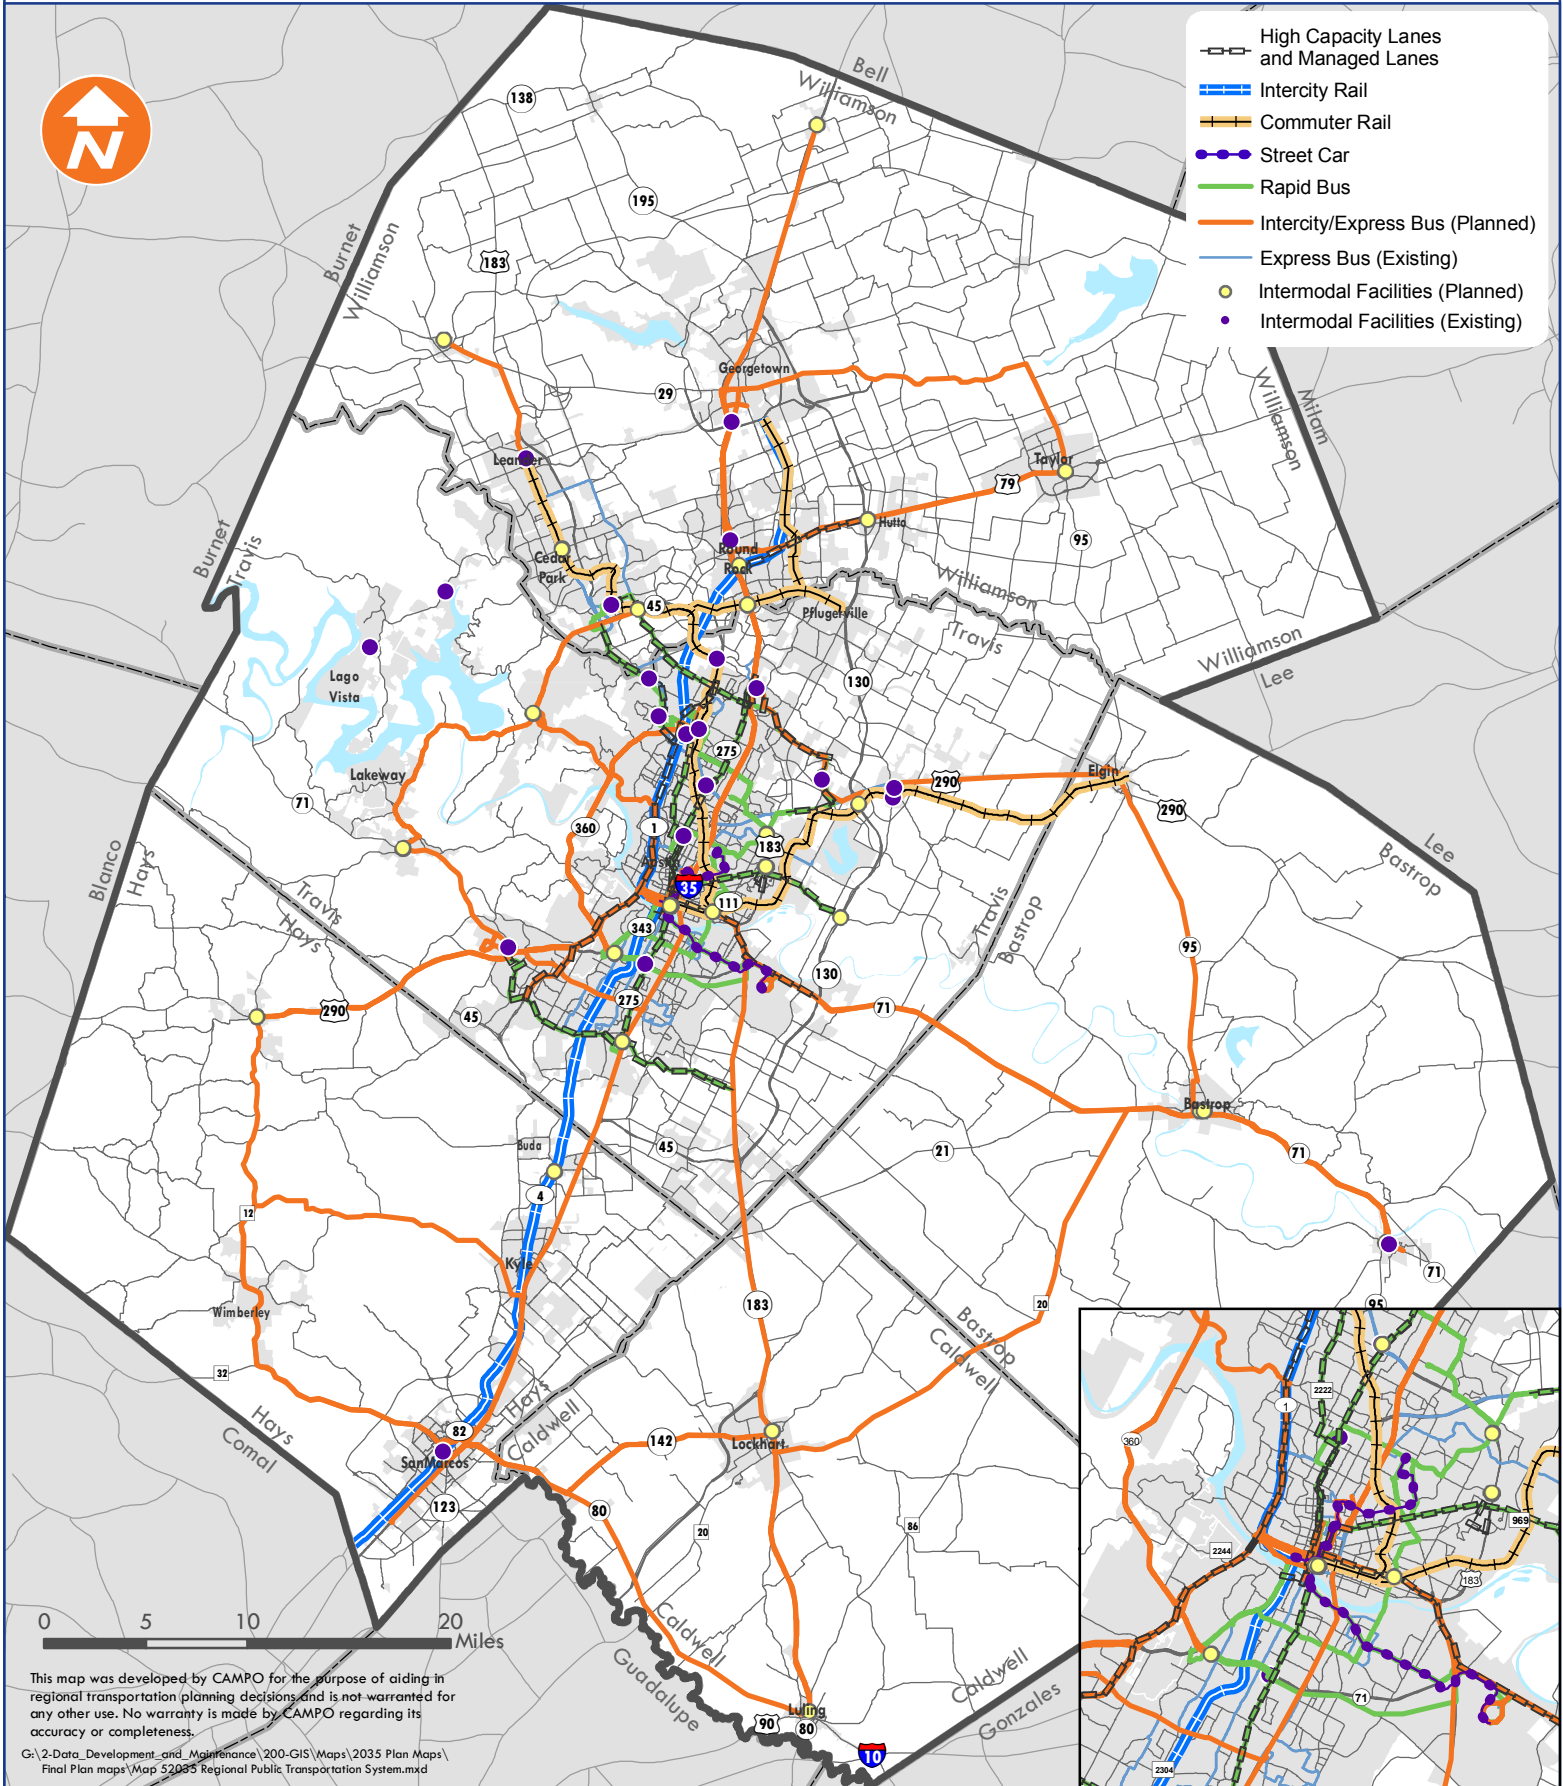 High Capacity Lanes
and Managed Lanes
Intercity Rail
Commuter Rail
Street Car
Rapid Bus
Intercity/Express Bus (Planned)
Express Bus (Existing)
Intermodal Facilities (Planned)
Intermodal Facilities (Existing)
N
Bell
Williamson
138
195
183
Burnet
Williamson
Georgetown
29
Milam
Williamson
Leander
Taylor
79
Hutto
95
Round
Rock
Cedar
Park
Burnet
Travis
45
Pflugerville
Williamson
Travis
Williamson
Lee
Lago
Vista
130
275
Lakeway
71
290
Elgin
290
360
1
183
Austin
35
Lee
Bastrop
Blanco
Hays
Travis
Hays
111
343
Travis
Bastrop
95
130
275
290
45
71
Bastrop
71
Buda
45
21
4
12
Kyle
71
95
Wimberley
183
20
Bastrop
Caldwell
32
Hays
Comal
Hays
Caldwell
82
142
Lockhart
SanMarcos
123
80
20
86
360
1
2222
2244
969
183
71
2304
Caldwell
Guadalupe
Caldwell
Gonzales
Luling
90
80
10
0 5 10 20
Miles
This map was developed by CAMPO for the purpose of aiding in
regional transportation planning decisions and is not warranted for
any other use. No warranty is made by CAMPO regarding its
accuracy or completeness.
G:\2-Data_Development_and_Maintenance\200-GIS\Maps\2035 Plan Maps\
Final Plan maps\Map 52035 Regional Public Transportation System.mxd